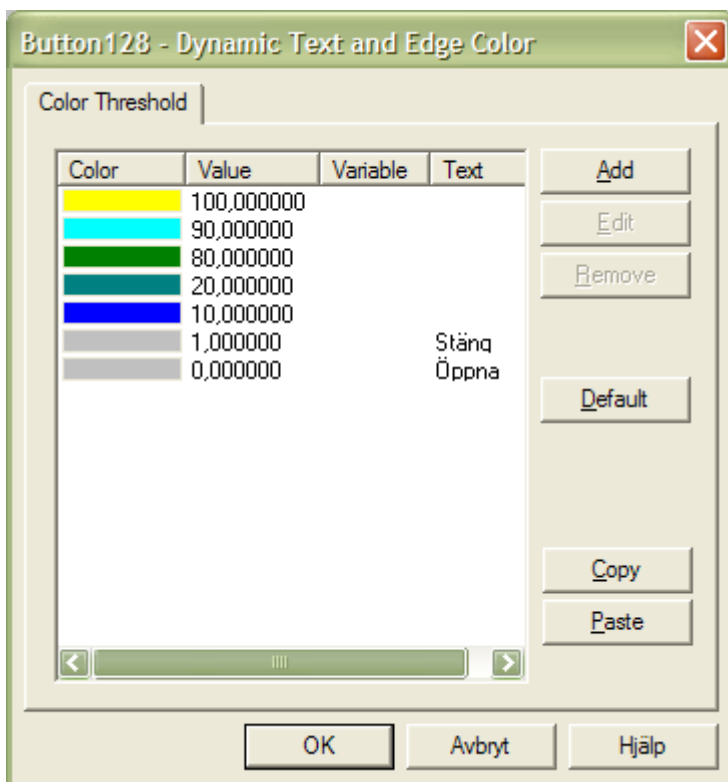 Button128 - Dynamic Text and Edge Color
Color Threshold
Color Value Variable Text
100,000000
90,000000
80,000000
20,000000
10,000000
1,000000 Stäng
0,000000 Öppna
Add
Edit
Remove
Default
Copy
Paste
OK Avbryt Hjälp